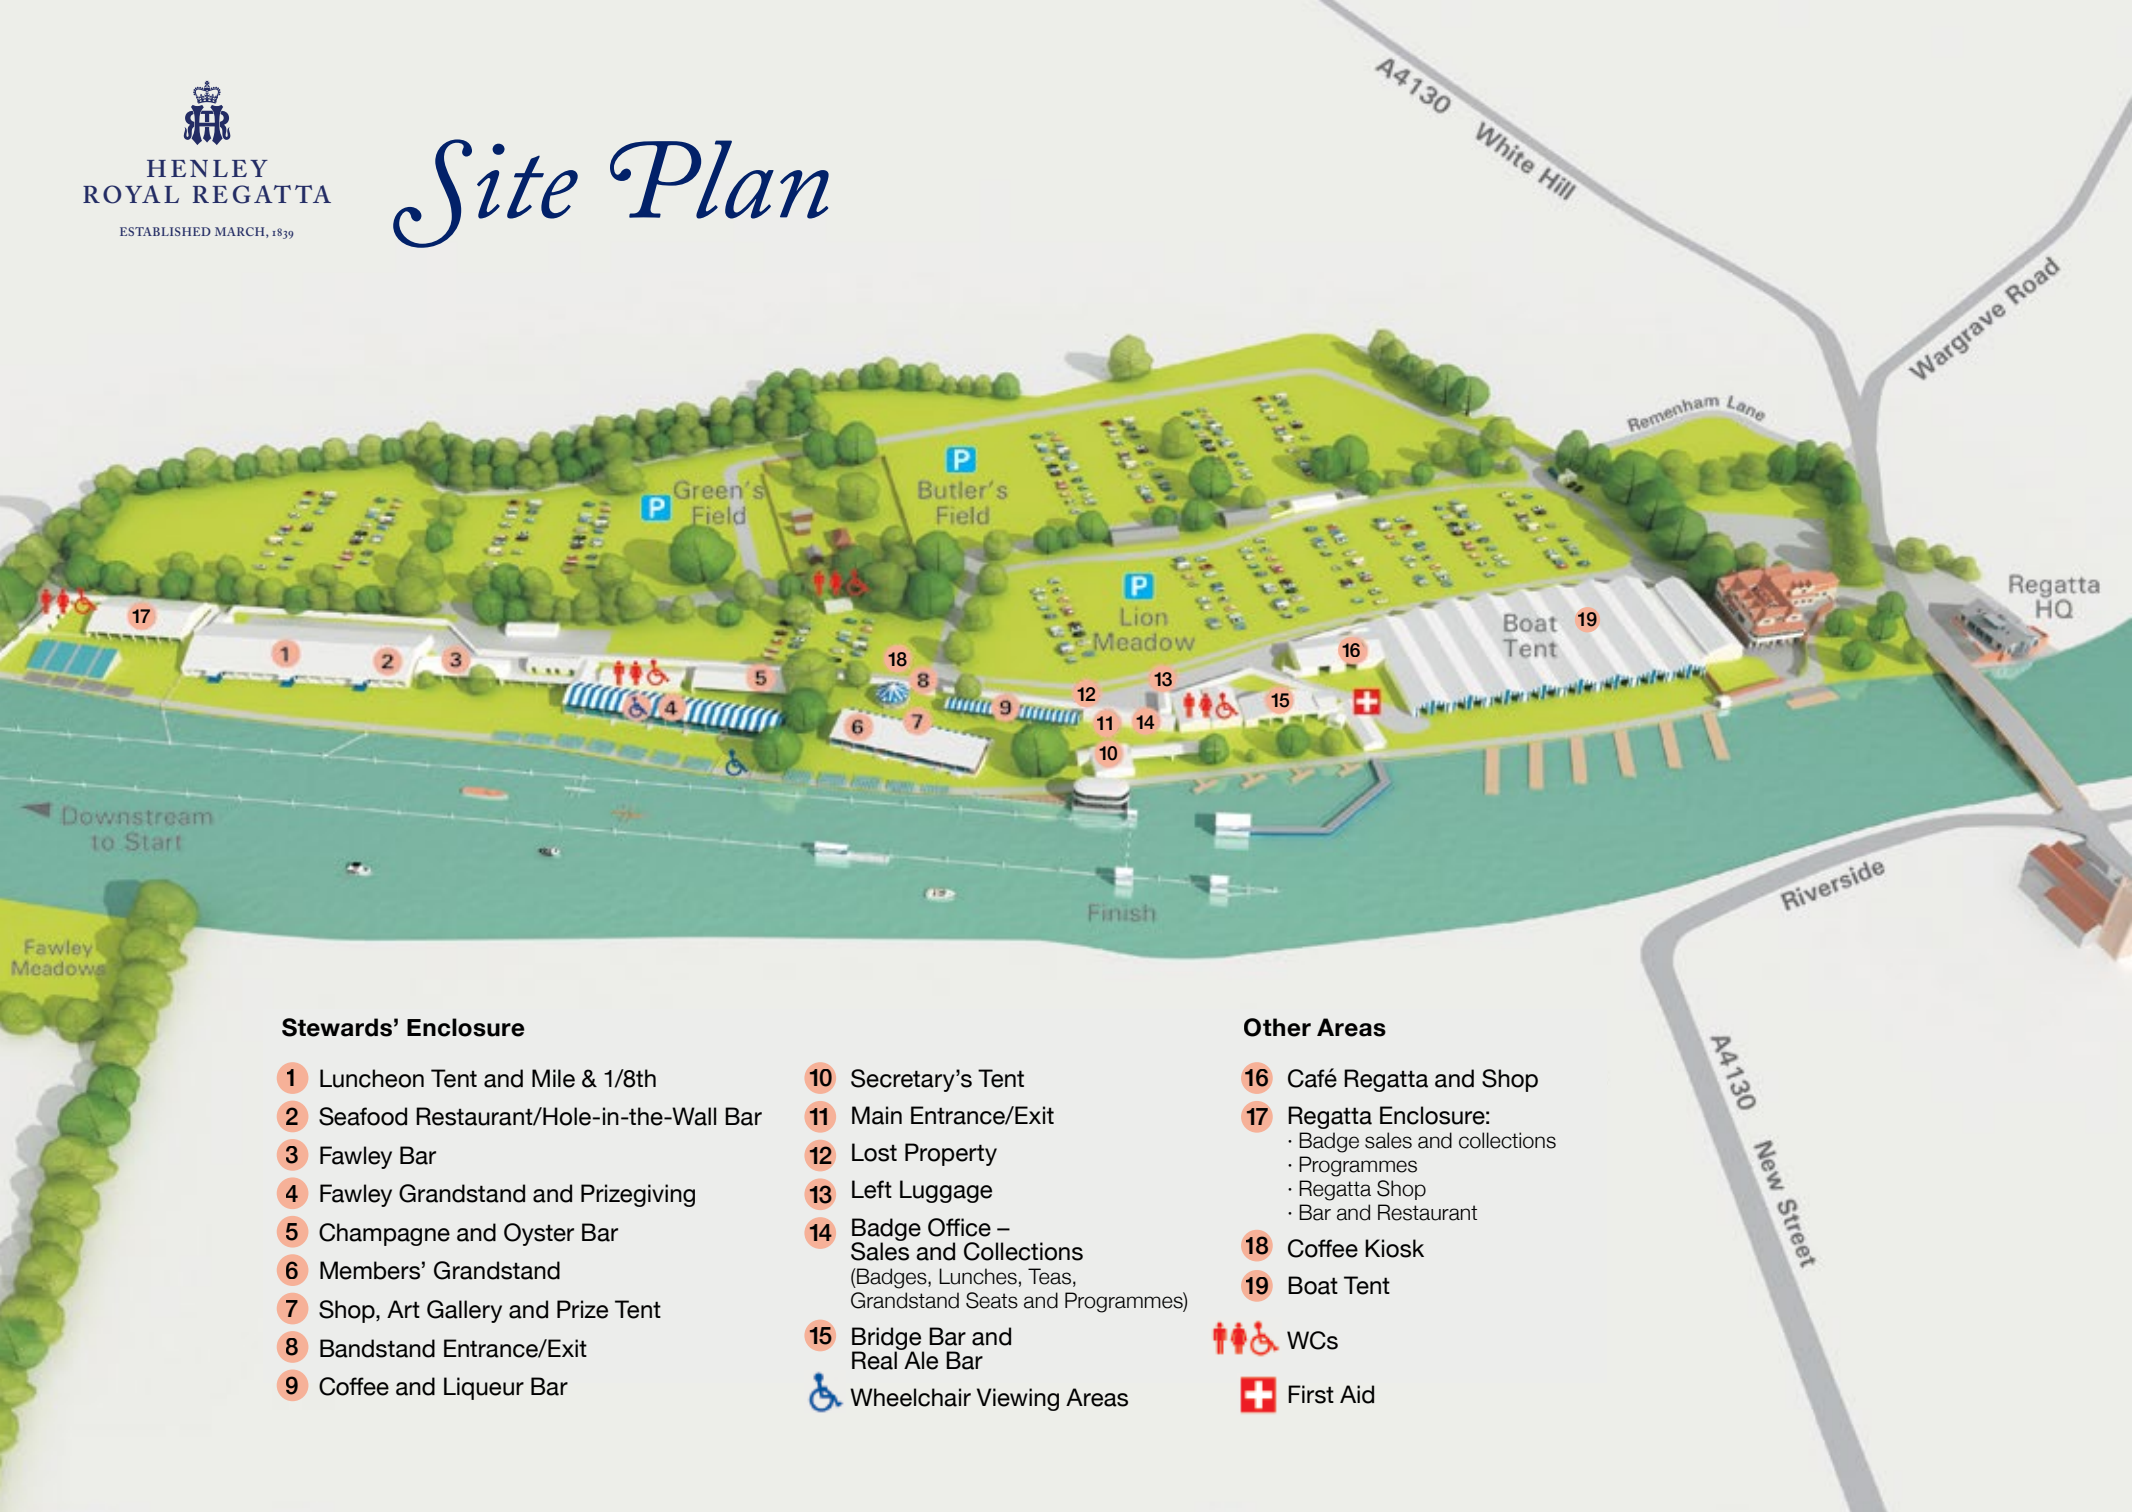 HENLEY
ROYAL REGATTA
ESTABLISHED MARCH, 1839
Site Plan
A4130 White Hill
Wargrave Road
Remenham Lane
P
Butler's
Field
P
Green's
Field
P
Lion
Meadow
Boat
Tent
19
Regatta
HQ
17
1
2
3
4
5
6
7
8
18
9
10
11
12
13
14
15
16
Downstream
to Start
Finish
Fawley
Meadows
Riverside
A4130 New Street
Stewards’ Enclosure
1 Luncheon Tent and Mile & 1/8th
2 Seafood Restaurant/Hole-in-the-Wall Bar
3 Fawley Bar
4 Fawley Grandstand and Prizegiving
5 Champagne and Oyster Bar
6 Members’ Grandstand
7 Shop, Art Gallery and Prize Tent
8 Bandstand Entrance/Exit
9 Coffee and Liqueur Bar
10 Secretary’s Tent
11 Main Entrance/Exit
12 Lost Property
13 Left Luggage
14 Badge Office –
Sales and Collections
(Badges, Lunches, Teas,
Grandstand Seats and Programmes)
15 Bridge Bar and
Real Ale Bar
Wheelchair Viewing Areas
Other Areas
16 Café Regatta and Shop
17 Regatta Enclosure:
· Badge sales and collections
· Programmes
· Regatta Shop
· Bar and Restaurant
18 Coffee Kiosk
19 Boat Tent
WCs
First Aid